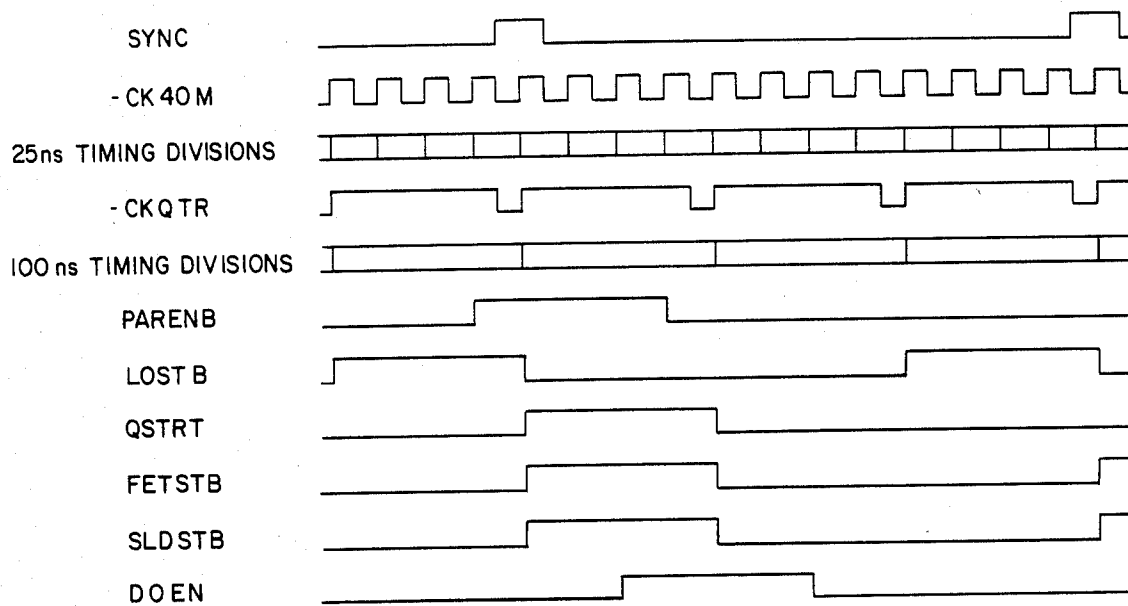 SYNC
-CK40M
25ns TIMING DIVISIONS
-CKQTR
100ns TIMING DIVISIONS
PARENB
LOSTB
QSTRT
FETSTB
SLDSTB
DOEN